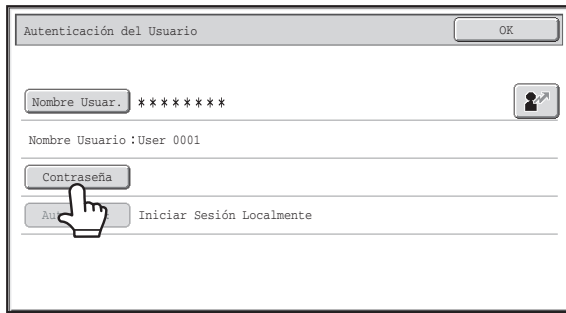 Autenticación del Usuario OK
Nombre Usuar. ********
Nombre Usuario :User 0001
Contraseña
Iniciar Sesión Localmente